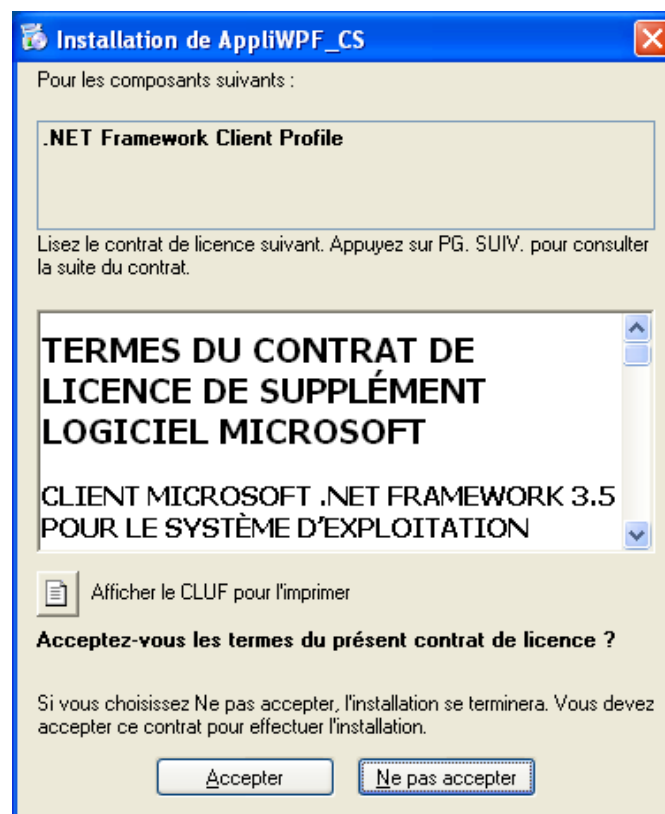 Installation de AppliWPF_CS
Pour les composants suivants :
.NET Framework Client Profile
Lisez le contrat de licence suivant. Appuyez sur PG. SUIV. pour consulter
la suite du contrat.
TERMES DU CONTRAT DE
LICENCE DE SUPPLÉMENT
LOGICIEL MICROSOFT
CLIENT MICROSOFT .NET FRAMEWORK 3.5
POUR LE SYSTÈME D'EXPLOITATION
Afficher le CLUF pour l'imprimer
Acceptez-vous les termes du présent contrat de licence ?
Si vous choisissez Ne pas accepter, l'installation se terminera. Vous devez
accepter ce contrat pour effectuer l'installation.
Accepter
Ne pas accepter